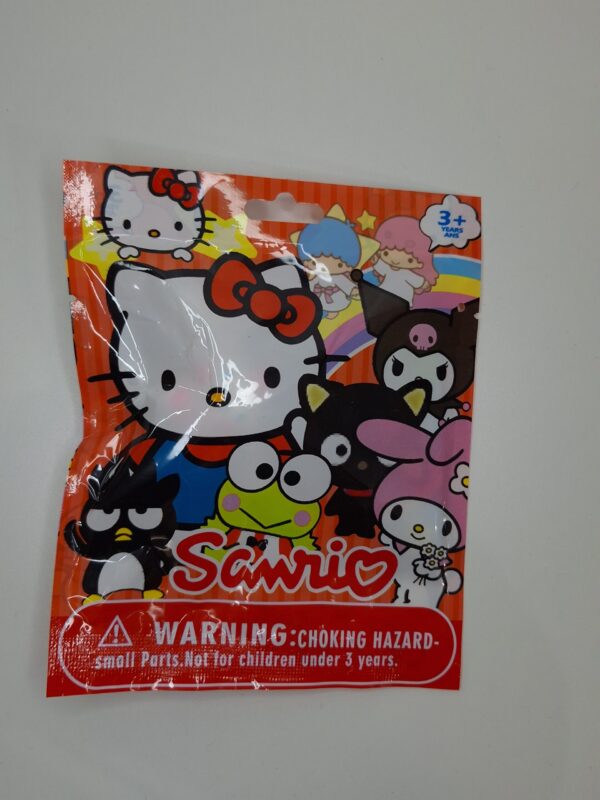 3+
YEARS
ANS
Sanrio
WARNING:CHOKING HAZARD-
small Parts.Not for children under 3 years.